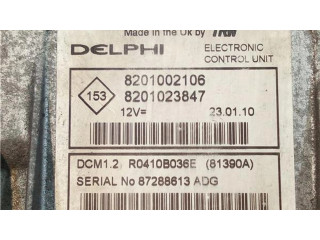 Made in the UK by TRW
DELPHI
ELECTRONIC
CONTROL UNIT
153
8201002106
8201023847
12V=
23.01.10
DCM1.2 R0410B036E (81390A)
SERIAL No 87288613 ADG